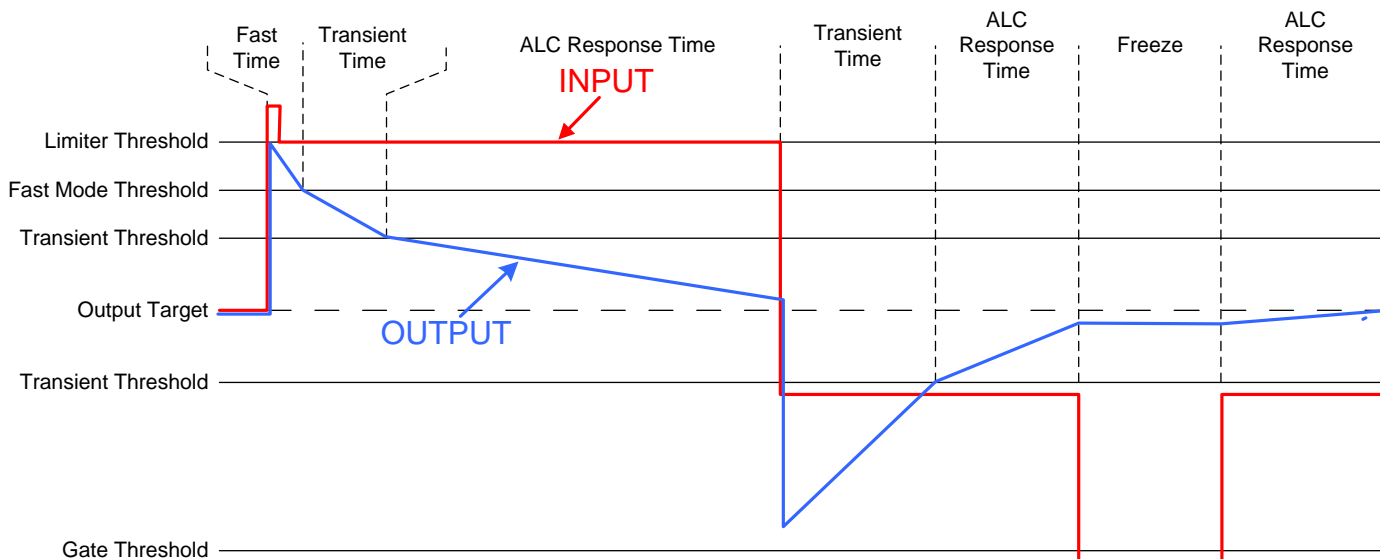 Fast
Time
Transient
Time
ALC Response Time
Transient
Time
ALC
Response
Time
Freeze
ALC
Response
Time
INPUT
Limiter Threshold
Fast Mode Threshold
Transient Threshold
Output Target
OUTPUT
Transient Threshold
Gate Threshold